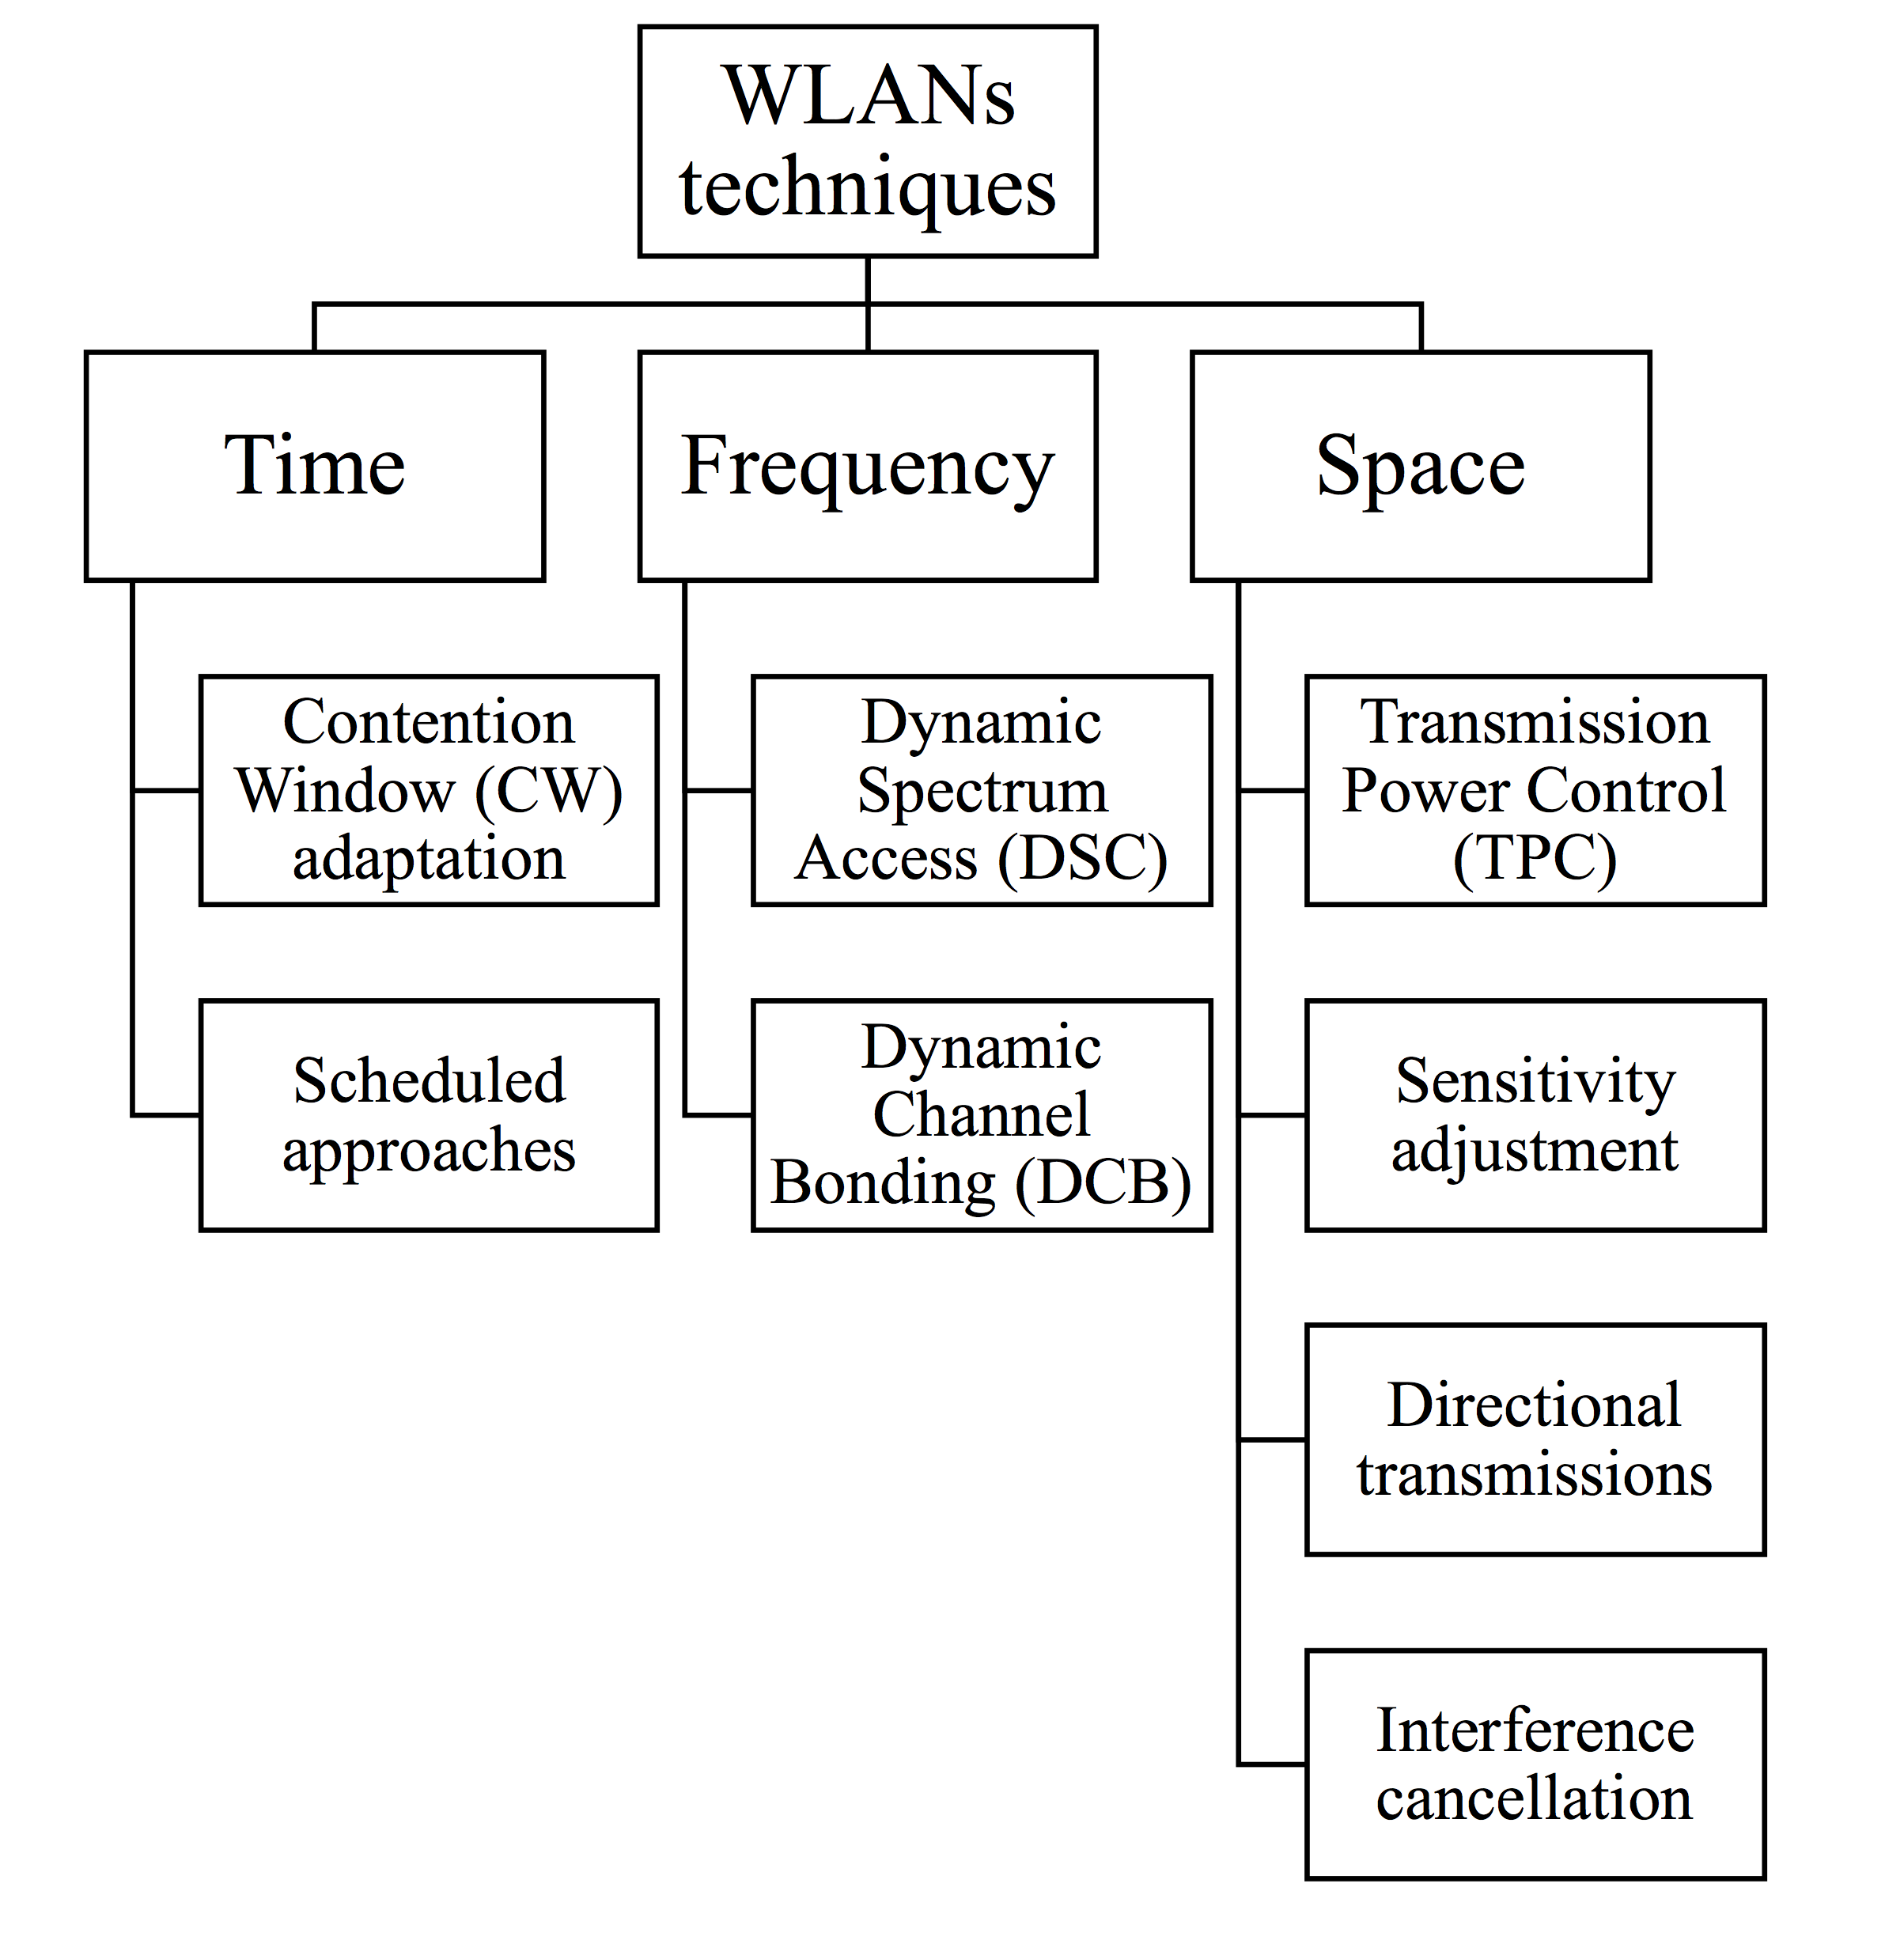 WLANs
techniques
Time
Frequency
Space
Contention
Window (CW)
adaptation
Dynamic
Spectrum
Access (DSC)
Transmission
Power Control
(TPC)
Scheduled
approaches
Dynamic
Channel
Bonding (DCB)
Sensitivity
adjustment
Directional
transmissions
Interference
cancellation